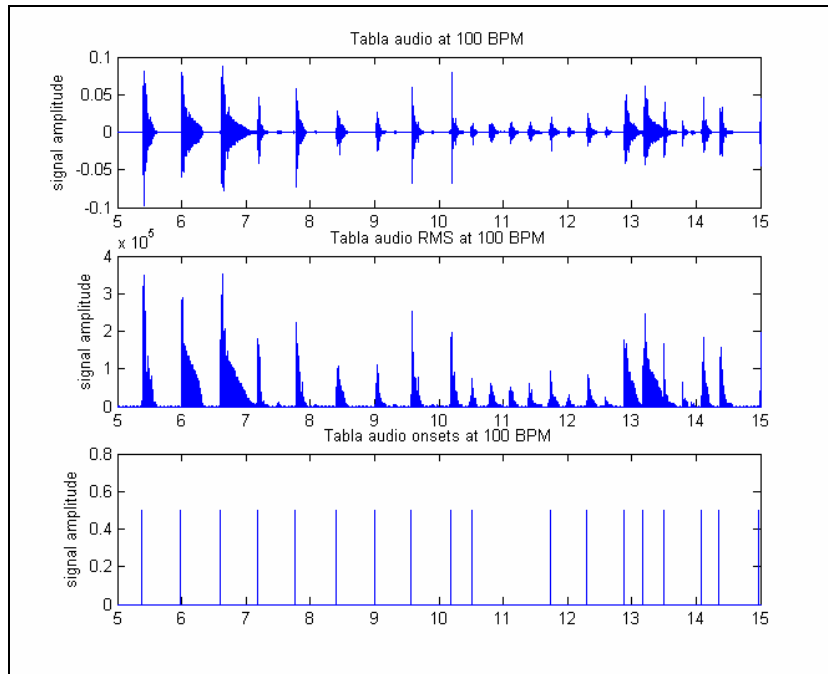 Tabla audio at 100 BPM
signal amplitude
0.1
0.05
0
-0.05
-0.1
5 6 7 8 9 10 11 12 13 14 15
Tabla audio RMS at 100 BPM
x 10^5
signal amplitude
4
3
2
1
0
5 6 7 8 9 10 11 12 13 14 15
Tabla audio onsets at 100 BPM
signal amplitude
0.8
0.6
0.4
0.2
0
5 6 7 8 9 10 11 12 13 14 15